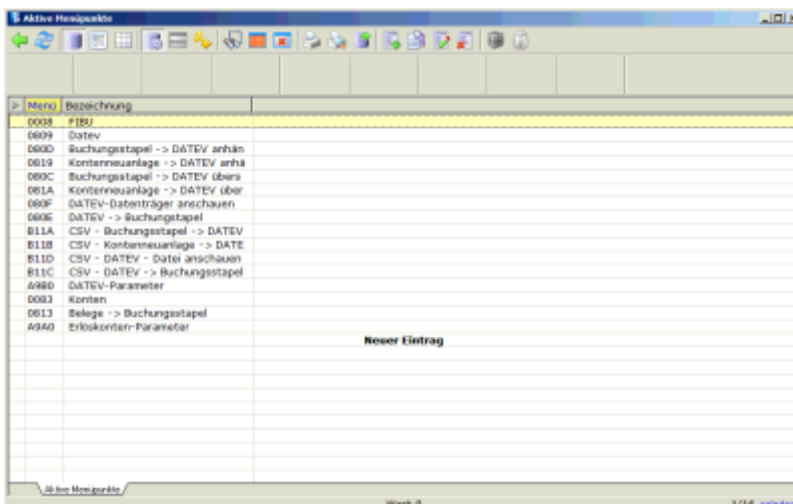 Aktive Menüpunkte
> Menü Bezeichnung
0008 FIBU
0809 Datev
080D Buchungsstapel -> DATEV anhän
0819 Kontenneuanlage -> DATEV anhä
080C Buchungsstapel -> DATEV übers
081A Kontenneuanlage -> DATEV über
080F DATEV-Datenträger anschauen
080E DATEV -> Buchungstapel
B11A CSV - Buchungsstapel -> DATEV
B11B CSV - Kontenneuanlage -> DATE
B11D CSV - DATEV - Datei anschauen
B11C CSV - DATEV -> Buchungsstapel
A9B0 DATEV-Parameter
0083 Konten
0813 Belege -> Buchungsstapel
A9A0 Erlöskonten-Parameter
Neuer Eintrag
Aktive Menüpunkte